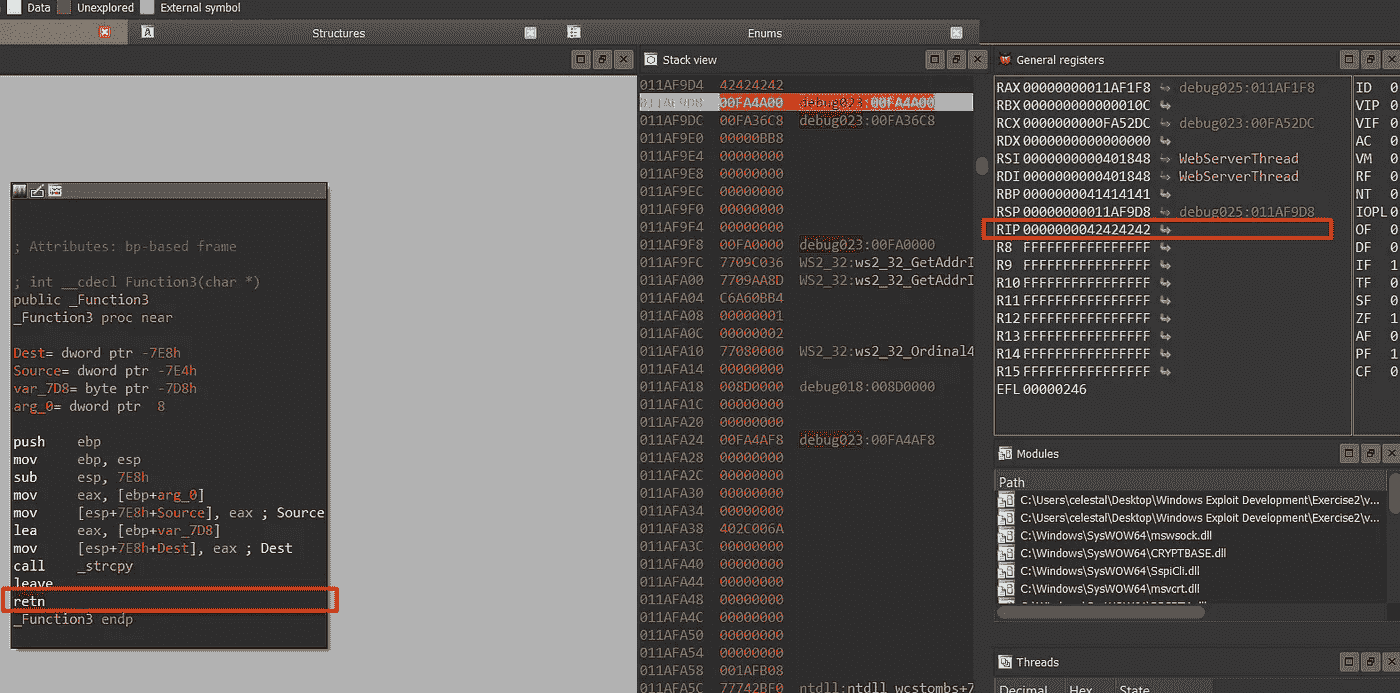 Data Unexplored External symbol
Structures Enums
Stack view
General registers
; Attributes: bp-based frame
; int __cdecl Function3(char *)
public _Function3
_Function3 proc near
Dest= dword ptr -7E8h
Source= dword ptr -7E4h
var_7D8= byte ptr -7D8h
arg_0= dword ptr 8
push ebp
mov ebp, esp
sub esp, 7E8h
mov eax, [ebp+arg_0]
mov [esp+7E8h+Source], eax ; Source
lea eax, [ebp+var_7D8]
mov [esp+7E8h+Dest], eax ; Dest
call _strcpy
leave
retn
_Function3 endp
011AF9D4 42424242
011AF9D8 00FA4A00 debug023:00FA4A00
011AF9DC 00FA36C8 debug023:00FA36C8
011AF9E0 00000BB8
011AF9E4 00000000
011AF9E8 00000000
011AF9EC 00000000
011AF9F0 00000000
011AF9F4 00000000
011AF9F8 00FA0000 debug023:00FA0000
011AF9FC 7709C036 WS2_32:ws2_32_GetAddrI
011AFA00 7709AA8D WS2_32:ws2_32_GetAddrI
011AFA04 C6A60BB4
011AFA08 00000001
011AFA0C 00000002
011AFA10 77080000 WS2_32:ws2_32_Ordinal4
011AFA14 00000000
011AFA18 008D0000 debug018:008D0000
011AFA1C 00000000
011AFA20 00000000
011AFA24 00FA4AF8 debug023:00FA4AF8
011AFA28 00000000
011AFA2C 00000000
011AFA30 00000000
011AFA34 00000000
011AFA38 402C006A
011AFA3C 00000000
011AFA40 00000000
011AFA44 00000000
011AFA48 00000000
011AFA4C 00000000
011AFA50 00000000
011AFA54 00000000
011AFA58 001AFB08
011AFA5C 77742BF0 ntdll:ntdll_wcstombs+7
RAX 00000000011AF1F8 debug025:011AF1F8
RBX 000000000000010C
RCX 0000000000FA52DC debug023:00FA52DC
RDX 0000000000000000
RSI 0000000000401848 WebServerThread
RDI 0000000000401848 WebServerThread
RBP 0000000041414141
RSP 00000000011AF9D8 debug025:011AF9D8
RIP 0000000042424242
R8 FFFFFFFFFFFFFFFF
R9 FFFFFFFFFFFFFFFF
R10 FFFFFFFFFFFFFFFF
R11 FFFFFFFFFFFFFFFF
R12 FFFFFFFFFFFFFFFF
R13 FFFFFFFFFFFFFFFF
R14 FFFFFFFFFFFFFFFF
R15 FFFFFFFFFFFFFFFF
EFL 00000246
ID 0
VIP 0
VIF 0
AC 0
VM 0
RF 0
NT 0
IOPL 0
OF 0
DF 0
IF 1
TF 0
SF 0
ZF 1
AF 0
PF 1
CF 0
Modules
Path
C:\Users\celestal\Desktop\Windows Exploit Development\Exercise2\v...
C:\Users\celestal\Desktop\Windows Exploit Development\Exercise2\v...
C:\Windows\SysWOW64\mswsock.dll
C:\Windows\SysWOW64\CRYPTBASE.dll
C:\Windows\SysWOW64\SspiCli.dll
C:\Windows\SysWOW64\msvcrt.dll
Threads
Decimal Hex State